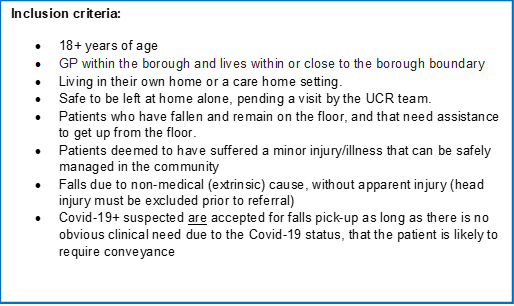 Inclusion criteria:
• 18+ years of age
• GP within the borough and lives within or close to the borough boundary
• Living in their own home or a care home setting.
• Safe to be left at home alone, pending a visit by the UCR team.
• Patients who have fallen and remain on the floor, and that need assistance
to get up from the floor.
• Patients deemed to have suffered a minor injury/illness that can be safely
managed in the community
• Falls due to non-medical (extrinsic) cause, without apparent injury (head
injury must be excluded prior to referral)
• Covid-19+ suspected are accepted for falls pick-up as long as there is no
obvious clinical need due to the Covid-19 status, that the patient is likely to
require conveyance